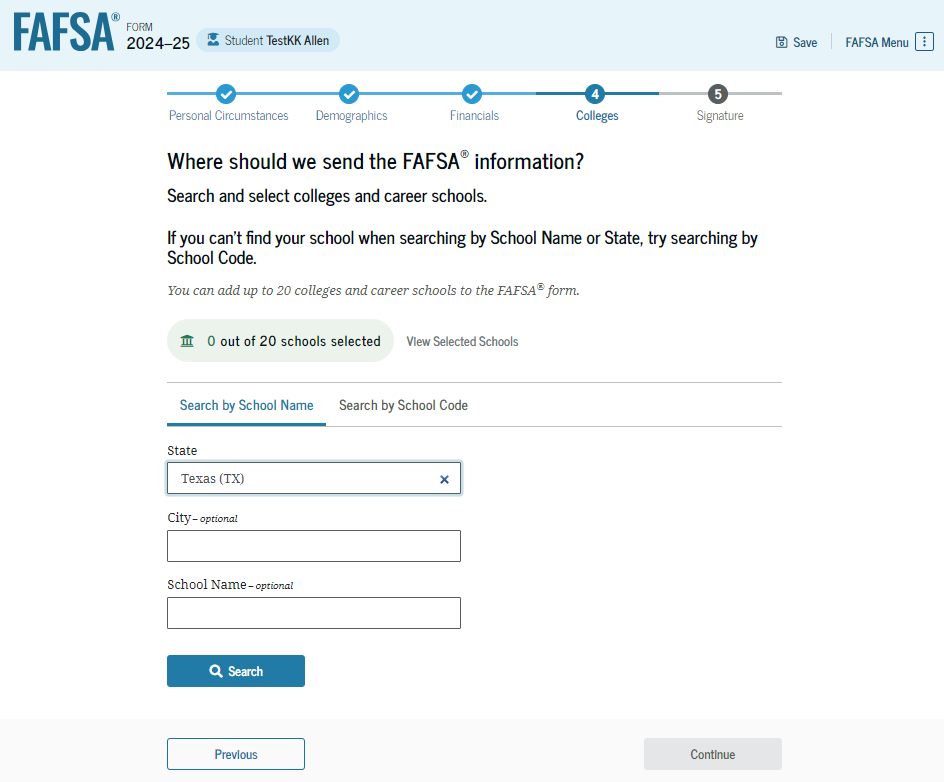 FAFSA® FORM 2024–25
Student TestKK Allen
Save
FAFSA Menu
4
5
Personal Circumstances
Demographics
Financials
Colleges
Signature
Where should we send the FAFSA® information?
Search and select colleges and career schools.
If you can't find your school when searching by School Name or State, try searching by
School Code.
You can add up to 20 colleges and career schools to the FAFSA® form.
0 out of 20 schools selected
View Selected Schools
Search by School Name
Search by School Code
State
Texas (TX)
City – optional
School Name – optional
Search
Previous
Continue